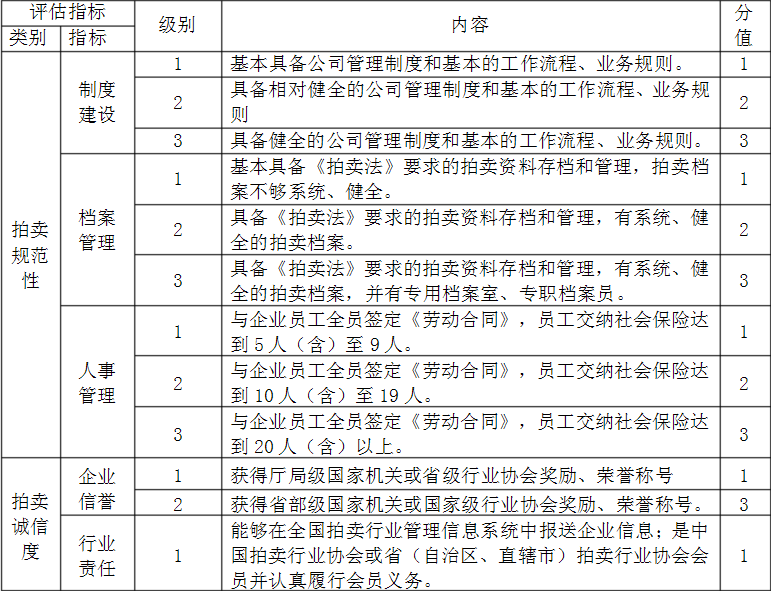 评估指标
级别
内容
分
值
类别
指标
拍卖
规范
性
制度
建设
1
基本具备公司管理制度和基本的工作流程、业务规则。
1
2
具备相对健全的公司管理制度和基本的工作流程、业务规
则
2
3
具备健全的公司管理制度和基本的工作流程、业务规则。
3
档案
管理
1
基本具备《拍卖法》要求的拍卖资料存档和管理，拍卖档
案不够系统、健全。
1
2
具备《拍卖法》要求的拍卖资料存档和管理，有系统、健
全的拍卖档案。
2
3
具备《拍卖法》要求的拍卖资料存档和管理，有系统、健
全的拍卖档案，并有专用档案室、专职档案员。
3
人事
管理
1
与企业员工全员签定《劳动合同》，员工交纳社会保险达
到 5 人（含）至 9 人。
1
2
与企业员工全员签定《劳动合同》，员工交纳社会保险达
到 10 人（含）至 19 人。
2
3
与企业员工全员签定《劳动合同》，员工交纳社会保险达
到 20 人（含）以上。
3
拍卖
诚信
度
企业
信誉
1
获得厅局级国家机关或省级行业协会奖励、荣誉称号
1
2
获得省部级国家机关或国家级行业协会奖励、荣誉称号。
3
行业
责任
1
能够在全国拍卖行业管理信息系统中报送企业信息；是中
国拍卖行业协会或省（自治区、直辖市）拍卖行业协会会
员并认真履行会员义务。
1